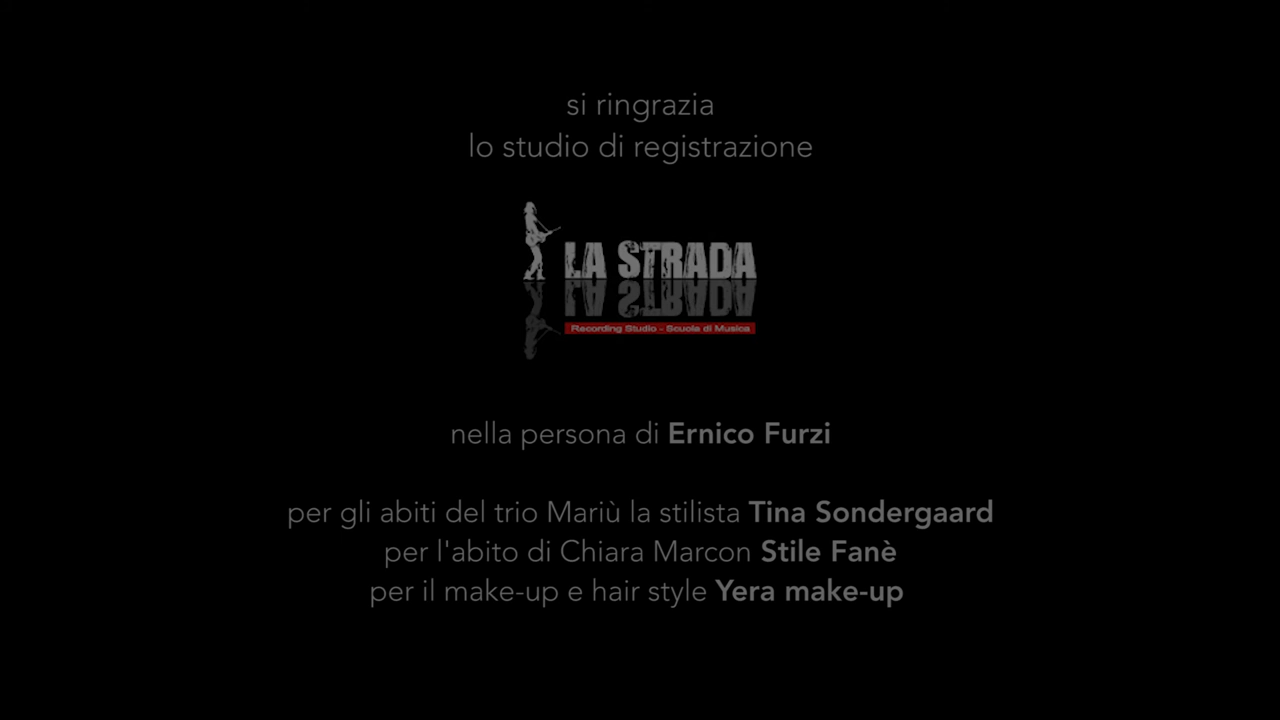 si ringrazia
lo studio di registrazione
LA STRADA
Recording Studio - Scuola di Musica
nella persona di Ernico Furzi
per gli abiti del trio Mariù la stilista Tina Sondergaard
per l'abito di Chiara Marcon Stile Fanè
per il make-up e hair style Yera make-up